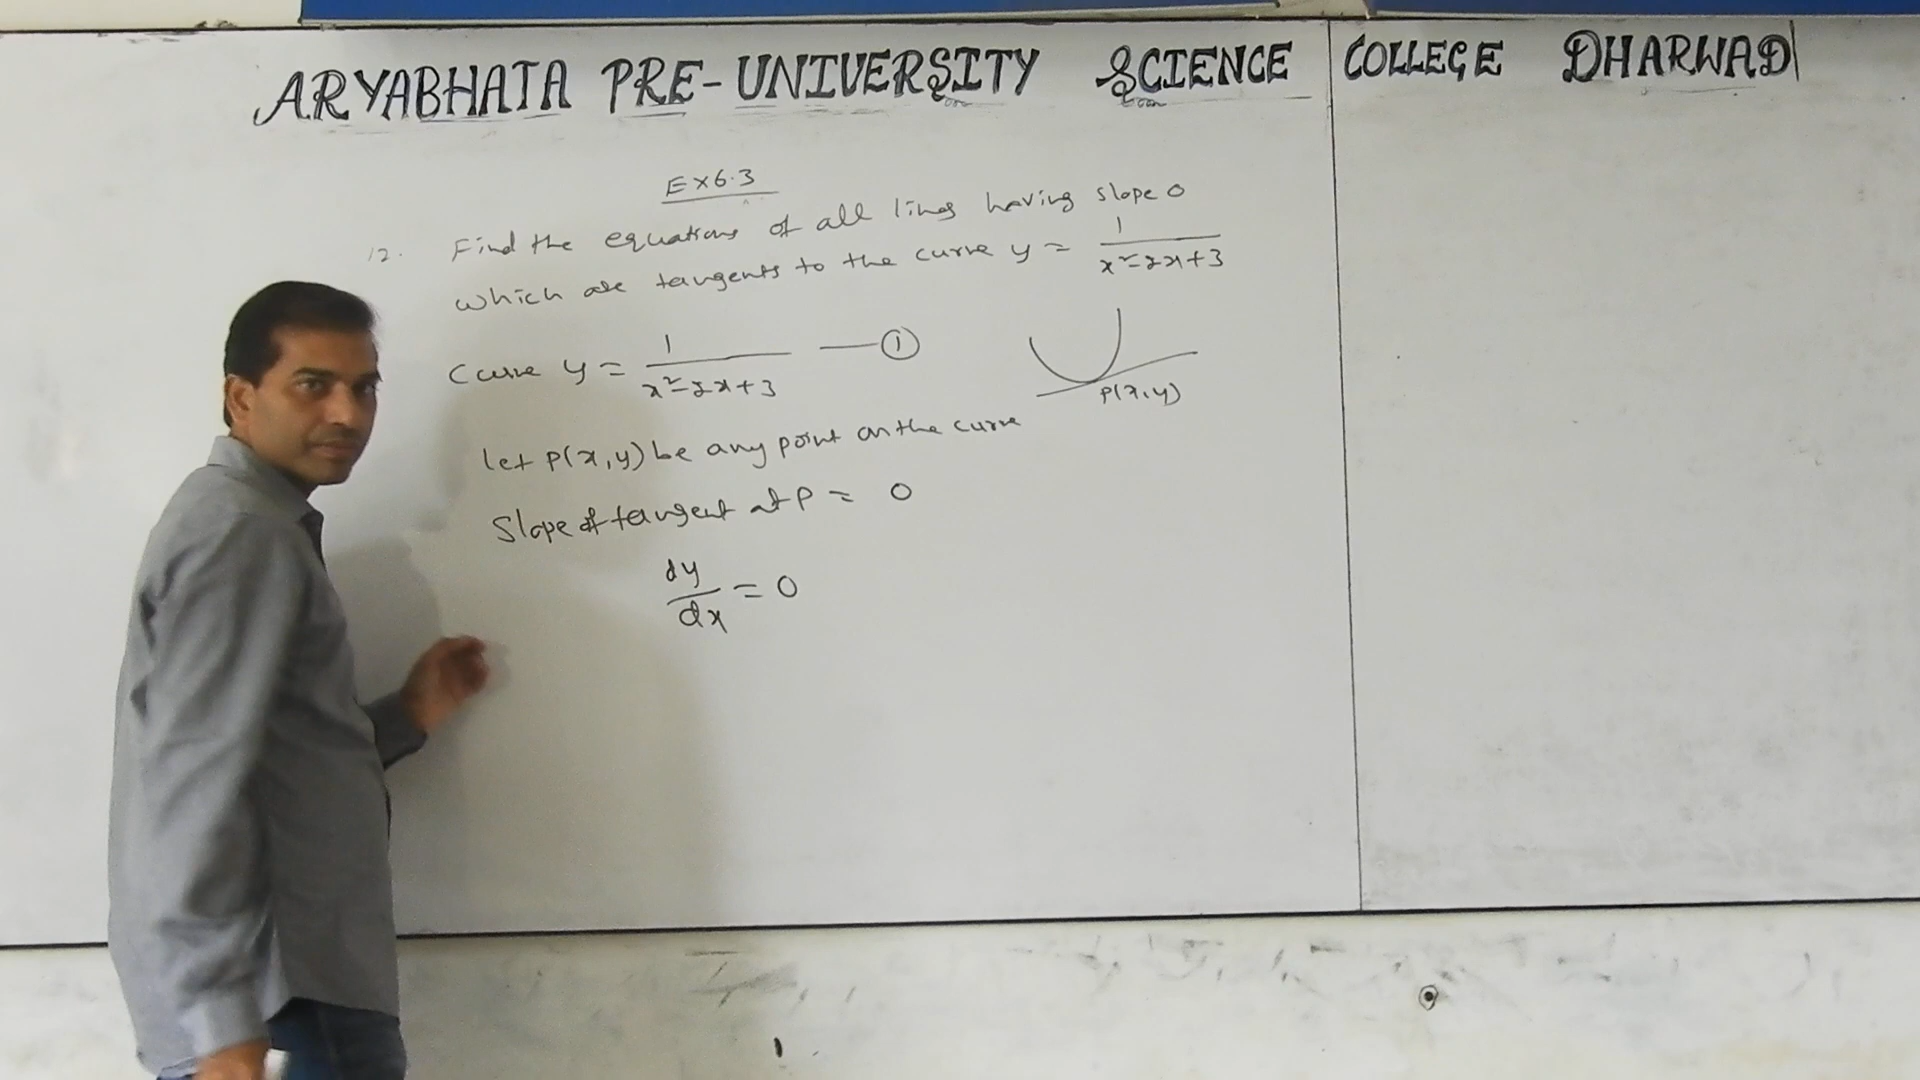 ARYABHATA PRE-UNIVERSITY SCIENCE COLLEGE DHARWAD
EX 6.3
12. Find the equations of all lines having slope 0
which are tangents to the curve y = 1/(x²-2x+3)
Curve y = 1/(x²-2x+3) —①
P(x,y)
Let P(x,y) be any point on the curve
Slope of tangent at P = 0
dy/dx = 0